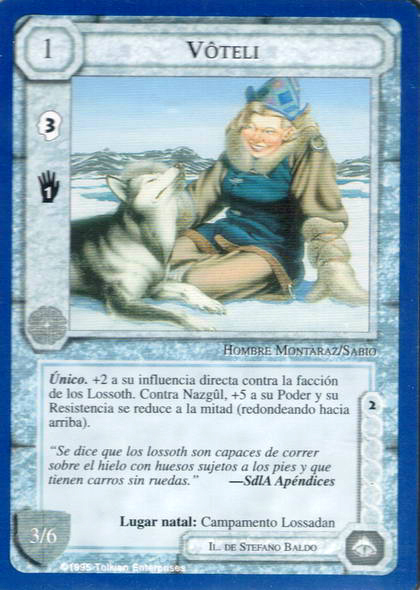 1
VÔTELI
3
1
HOMBRE MONTARAZ/SABIO
Único. +2 a su influencia directa contra la facción
de los Lossoth. Contra Nazgûl, +5 a su Poder y su
Resistencia se reduce a la mitad (redondeando hacia
arriba).
2
“Se dice que los lossoth son capaces de correr
sobre el hielo con huesos sujetos a los pies y que
tienen carros sin ruedas.” —SdlA Apéndices
Lugar natal: Campamento Lossadan
3/6
IL. DE STEFANO BALDO
©1995 Tolkien Enterprises